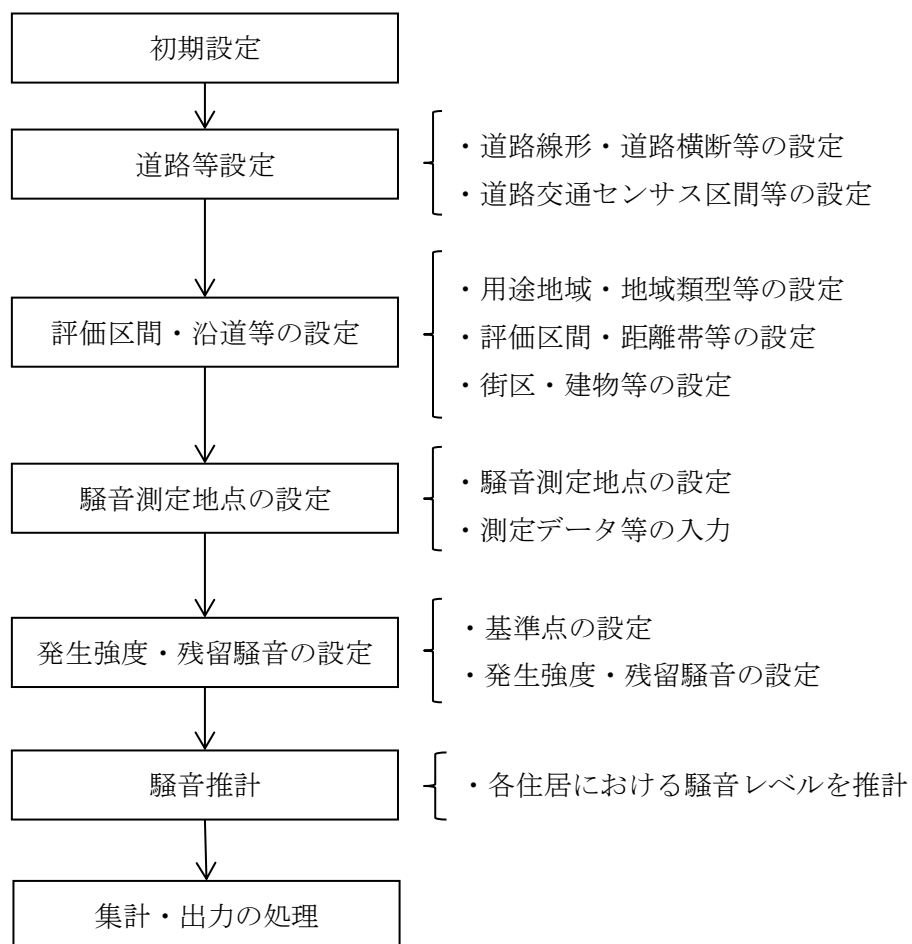 初期設定
道路等設定
・道路線形・道路横断等の設定
・道路交通センサス区間等の設定
評価区間・沿道等の設定
・用途地域・地域類型等の設定
・評価区間・距離帯等の設定
・街区・建物等の設定
騒音測定地点の設定
・騒音測定地点の設定
・測定データ等の入力
発生強度・残留騒音の設定
・基準点の設定
・発生強度・残留騒音の設定
騒音推計
・各住居における騒音レベルを推計
集計・出力の処理